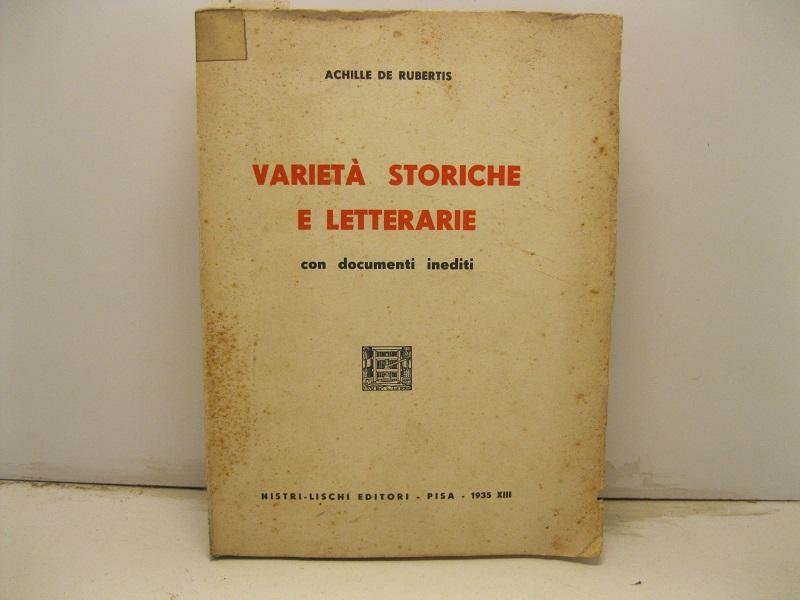 ACHILLE DE RUBERTIS
VARIETÀ STORICHE
E LETTERARIE
con documenti inediti
NISTRI-LISCHI EDITORI - PISA - 1935 XIII